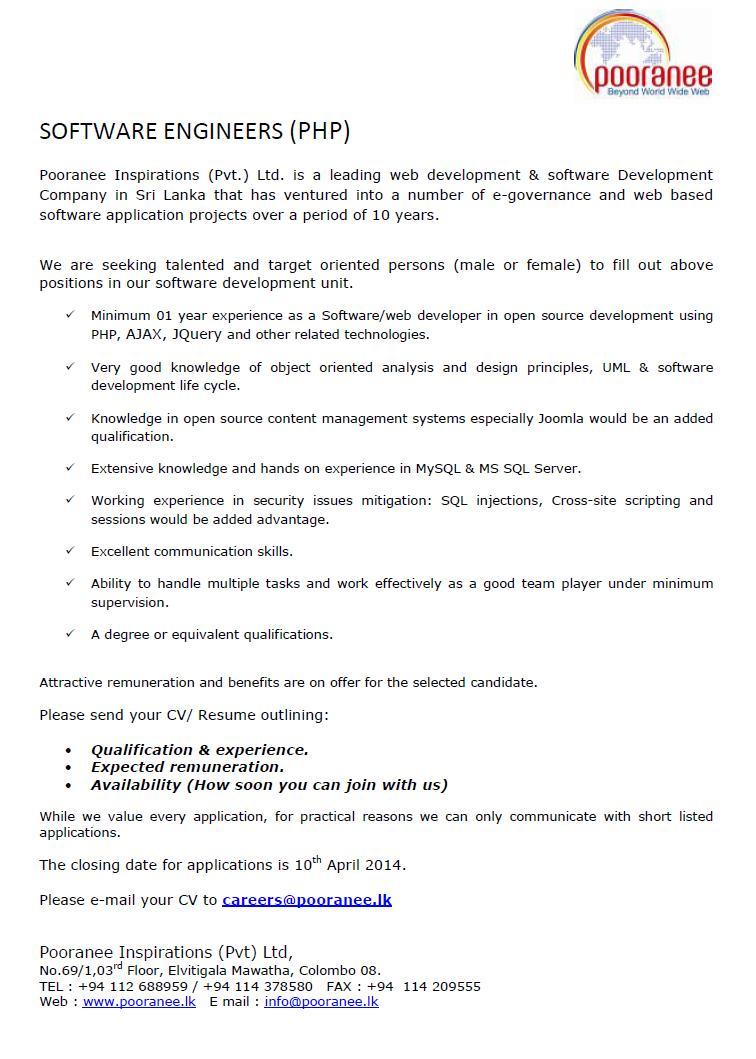 pooranee
Beyond World Wide Web
SOFTWARE ENGINEERS (PHP)
Pooranee Inspirations (Pvt.) Ltd. is a leading web development & software Development
Company in Sri Lanka that has ventured into a number of e-governance and web based
software application projects over a period of 10 years.
We are seeking talented and target oriented persons (male or female) to fill out above
positions in our software development unit.
✓ Minimum 01 year experience as a Software/web developer in open source development using
PHP, AJAX, JQuery and other related technologies.
✓ Very good knowledge of object oriented analysis and design principles, UML & software
development life cycle.
✓ Knowledge in open source content management systems especially Joomla would be an added
qualification.
✓ Extensive knowledge and hands on experience in MySQL & MS SQL Server.
✓ Working experience in security issues mitigation: SQL injections, Cross-site scripting and
sessions would be added advantage.
✓ Excellent communication skills.
✓ Ability to handle multiple tasks and work effectively as a good team player under minimum
supervision.
✓ A degree or equivalent qualifications.
Attractive remuneration and benefits are on offer for the selected candidate.
Please send your CV/ Resume outlining:
• Qualification & experience.
• Expected remuneration.
• Availability (How soon you can join with us)
While we value every application, for practical reasons we can only communicate with short listed
applications.
The closing date for applications is 10th April 2014.
Please e-mail your CV to careers@pooranee.lk
Pooranee Inspirations (Pvt) Ltd,
No.69/1,03rd Floor, Elvitigala Mawatha, Colombo 08.
TEL : +94 112 688959 / +94 114 378580 FAX : +94 114 209555
Web : www.pooranee.lk E mail : info@pooranee.lk